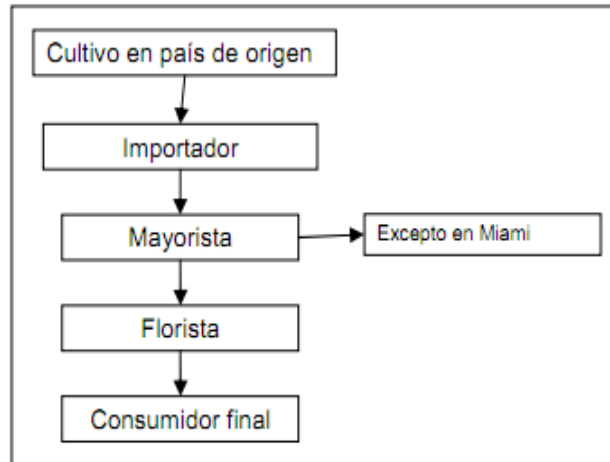 Cultivo en país de origen
Importador
Mayorista
Excepto en Miami
Florista
Consumidor final